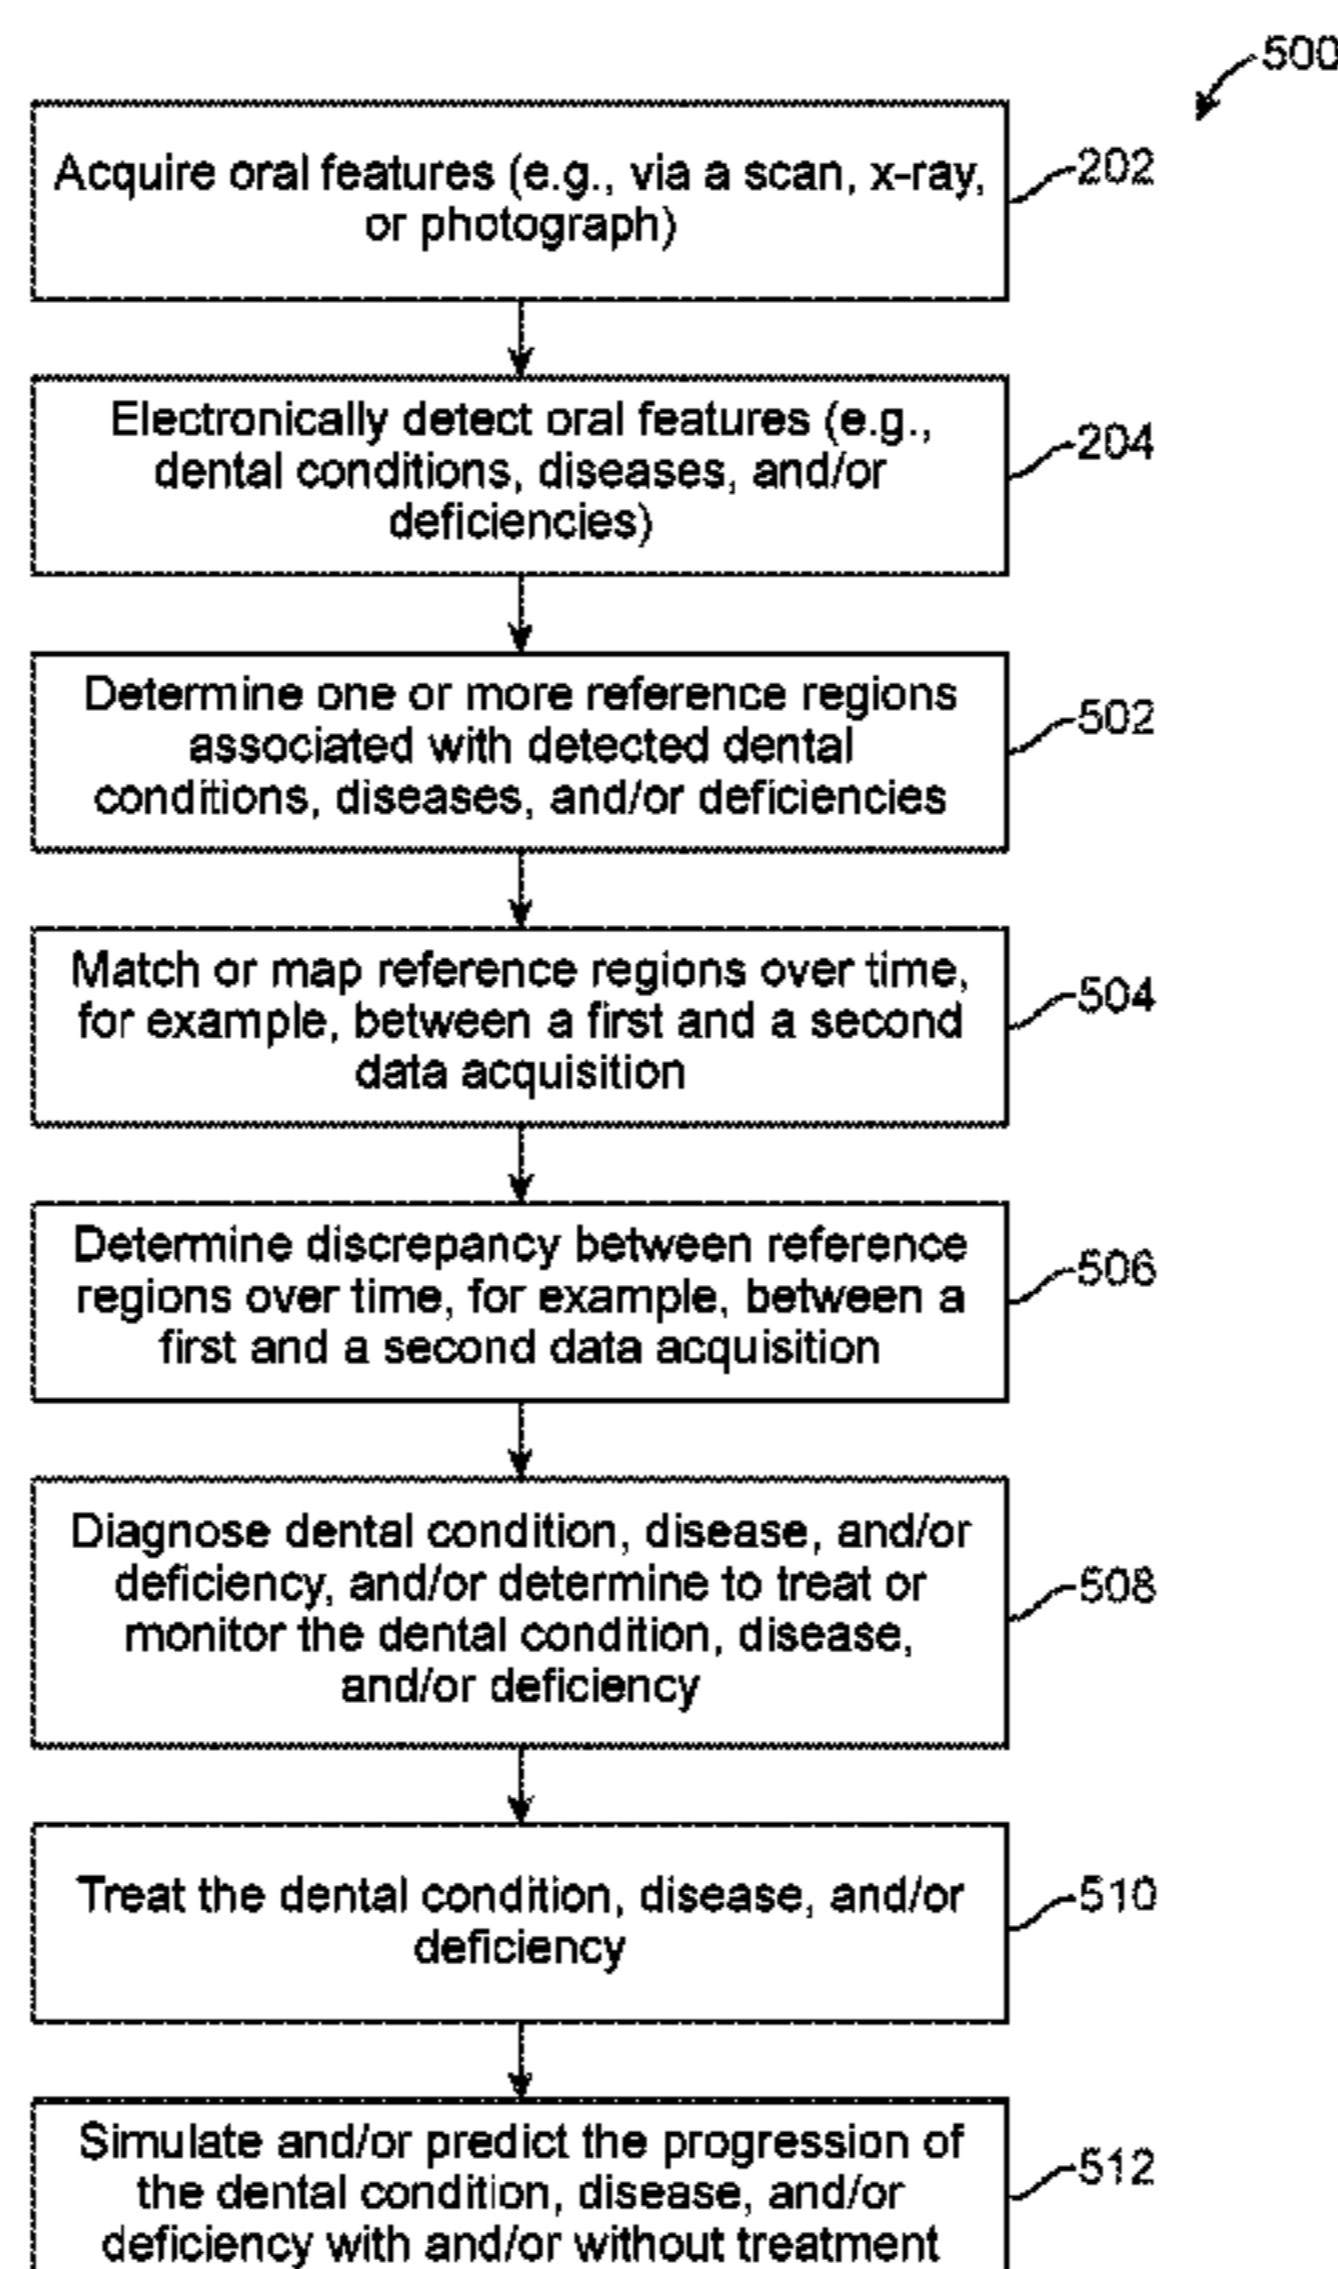 500
Acquire oral features (e.g., via a scan, x-ray,
or photograph)
202
Electronically detect oral features (e.g.,
dental conditions, diseases, and/or
deficiencies)
204
Determine one or more reference regions
associated with detected dental
conditions, diseases, and/or deficiencies
502
Match or map reference regions over time,
for example, between a first and a second
data acquisition
504
Determine discrepancy between reference
regions over time, for example, between a
first and a second data acquisition
506
Diagnose dental condition, disease, and/or
deficiency, and/or determine to treat or
monitor the dental condition, disease,
and/or deficiency
508
Treat the dental condition, disease, and/or
deficiency
510
Simulate and/or predict the progression of
the dental condition, disease, and/or
deficiency with and/or without treatment
512